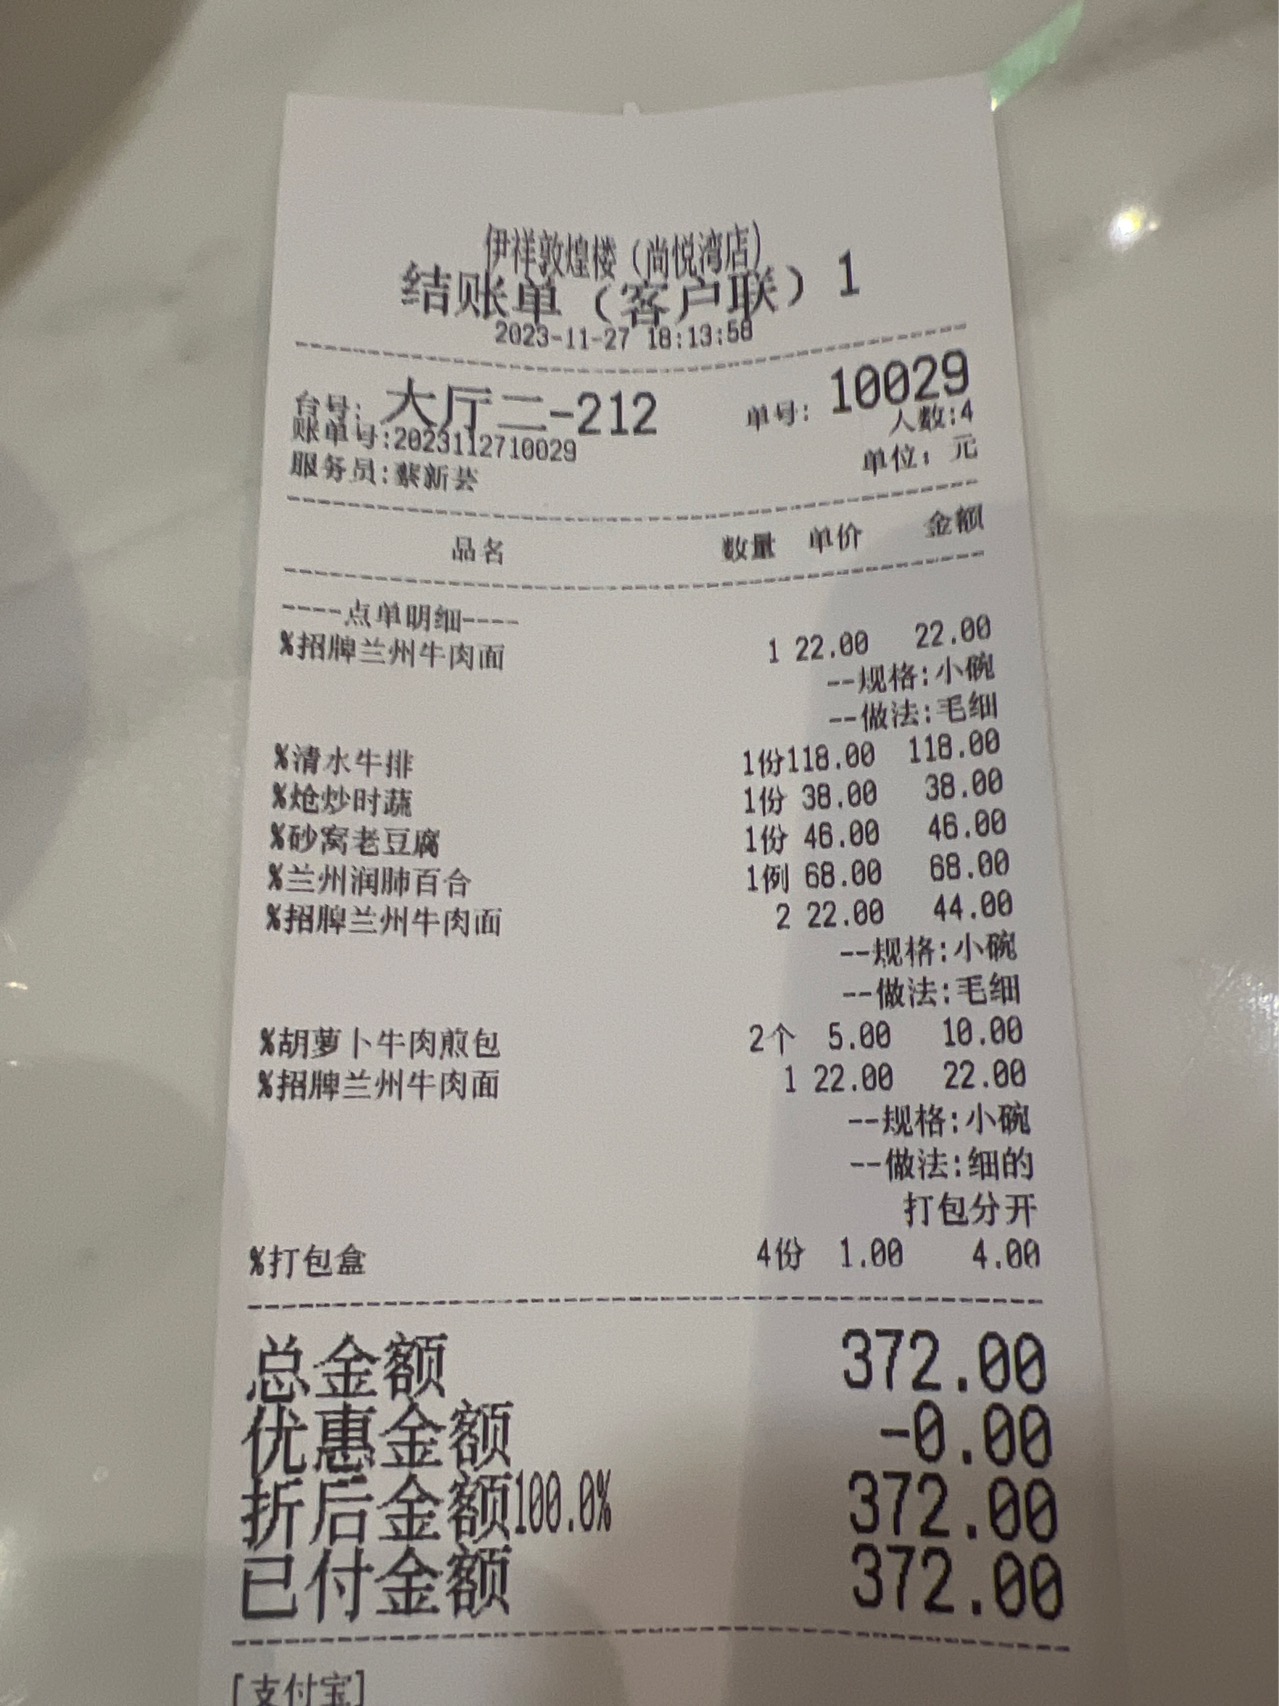 伊祥敦煌楼（尚悦湾店）
结账单（客户联）1
2023-11-27 18:13:58
台号：大厅二-212 单号：10029
账单号:2023112710029 人数:4
服务员:蔡新芸 单位：元
品名 数量 单价 金额
----点单明细----
%招牌兰州牛肉面 1 22.00 22.00
--规格:小碗
--做法:毛细
%清水牛排 1份118.00 118.00
%炝炒时蔬 1份 38.00 38.00
%砂窝老豆腐 1份 46.00 46.00
%兰州润肺百合 1例 68.00 68.00
%招牌兰州牛肉面 2 22.00 44.00
--规格:小碗
--做法:毛细
%胡萝卜牛肉煎包 2个 5.00 10.00
%招牌兰州牛肉面 1 22.00 22.00
--规格:小碗
--做法:细的
打包分开
%打包盒 4份 1.00 4.00
总金额 372.00
优惠金额 -0.00
折后金额100.0% 372.00
已付金额 372.00
[支付宝]